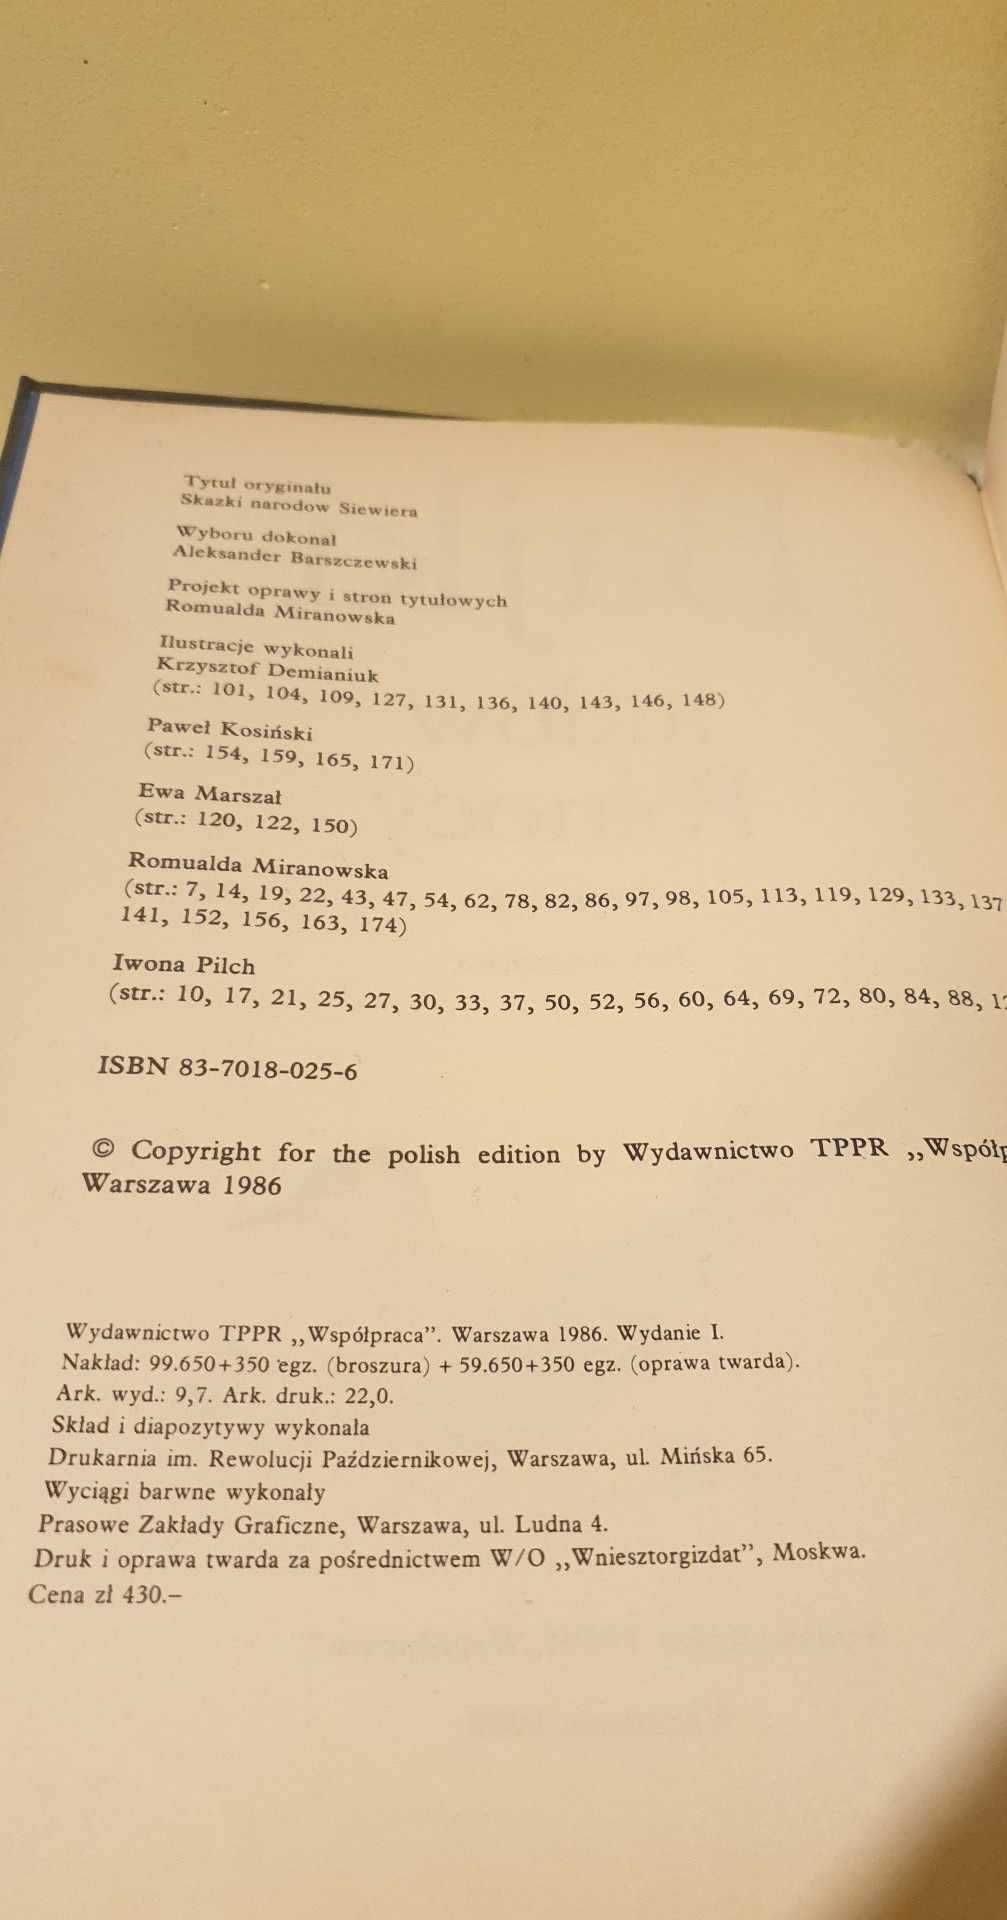 Tytuł oryginału
Skazki narodow Siewiera
Wyboru dokonał
Aleksander Barszczewski
Projekt oprawy i stron tytułowych
Romualda Miranowska
Ilustracje wykonali
Krzysztof Demianiuk
(str.: 101, 104, 109, 127, 131, 136, 140, 143, 146, 148)
Paweł Kosiński
(str.: 154, 159, 165, 171)
Ewa Marszał
(str.: 120, 122, 150)
Romualda Miranowska
(str.: 7, 14, 19, 22, 43, 47, 54, 62, 78, 82, 86, 97, 98, 105, 113, 119, 129, 133, 137
141, 152, 156, 163, 174)
Iwona Pilch
(str.: 10, 17, 21, 25, 27, 30, 33, 37, 50, 52, 56, 60, 64, 69, 72, 80, 84, 88,
ISBN 83-7018-025-6
© Copyright for the polish edition by Wydawnictwo TPPR
Warszawa 1986
Wydawnictwo TPPR ,,Współpraca”. Warszawa 1986. Wydanie I.
Nakład: 99.650+350 egz. (broszura) + 59.650+350 egz. (oprawa twarda).
Ark. wyd.: 9,7. Ark. druk.: 22,0.
Skład i diapozytywy wykonała
Drukarnia im. Rewolucji Październikowej, Warszawa, ul. Mińska 65.
Wyciągi barwne wykonały
Prasowe Zakłady Graficzne, Warszawa, ul. Ludna 4.
Druk i oprawa twarda za pośrednictwem W/O ,,Wniesztorgizdat”, Moskwa.
Cena zł 430.–